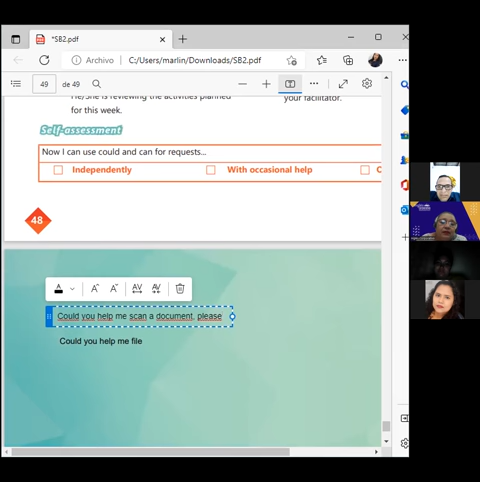 *SB2.pdf
Archivo
C:/Users/marlin/Downloads/SB2.pdf
49
de 49
He/She is reviewing the activities planned
for this week.
your facilitator.
Self-assessment
Now I can use could and can for requests...
Independently
With occasional help
48
Could you help me scan a document, please
Could you help me file